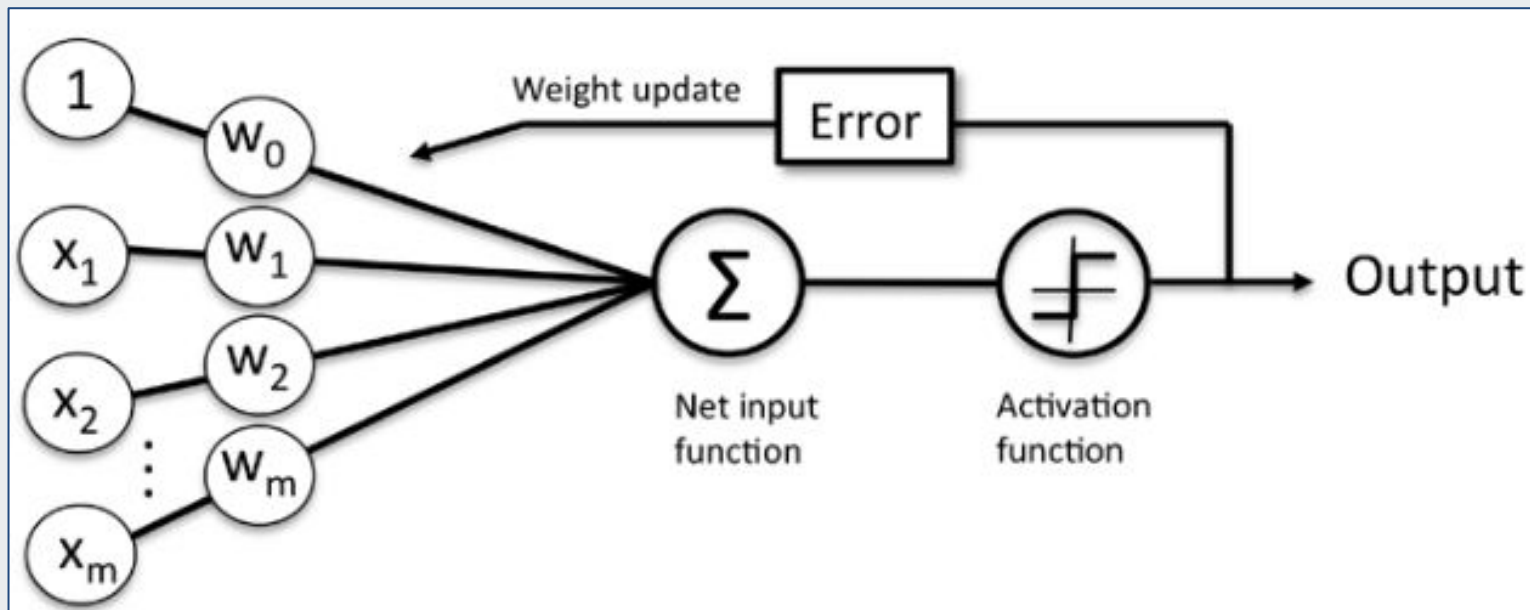 1
w₀
x₁
w₁
x₂
w₂
⋮
xₘ
wₘ
Weight update
Error
Σ
Net input
function
Activation
function
Output